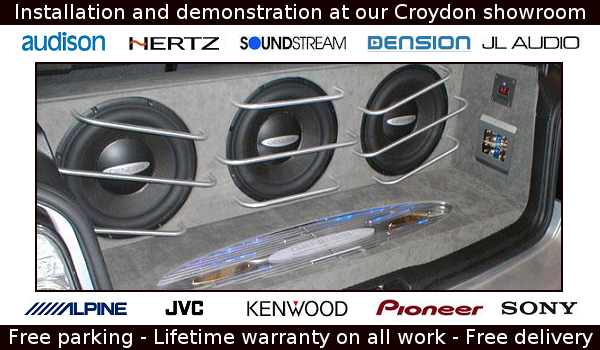 Installation and demonstration at our Croydon showroom
audison HERTZ SOUNDSTREAM DENSION JL AUDIO
GENESIS
ALPINE JVC KENWOOD Pioneer SONY
Free parking - Lifetime warranty on all work - Free delivery